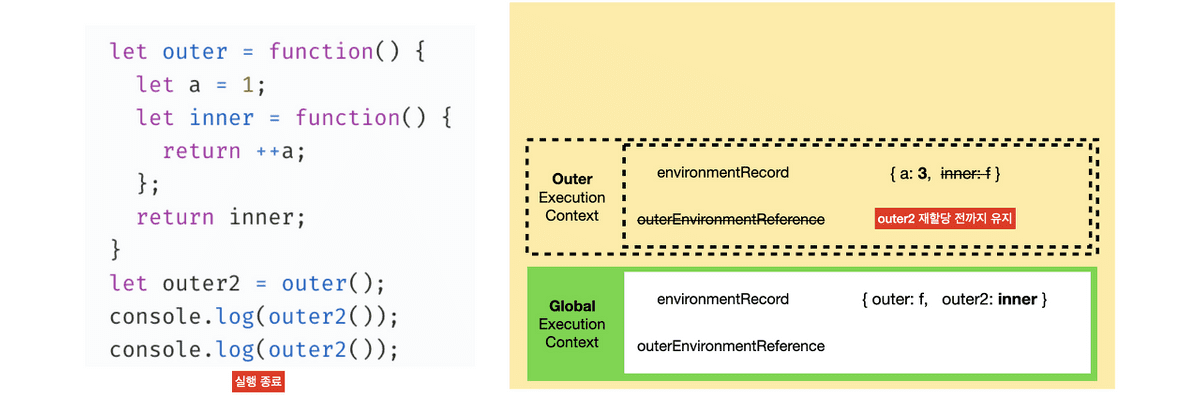 let outer = function() {
let a = 1;
let inner = function() {
return ++a;
};
return inner;
}
let outer2 = outer();
console.log(outer2());
console.log(outer2());
실행 종료
Outer
Execution
Context
environmentRecord { a: 3, inner: f }
outerEnvironmentReference outer2 재할당 전까지 유지
Global
Execution
Context
environmentRecord { outer: f, outer2: inner }
outerEnvironmentReference